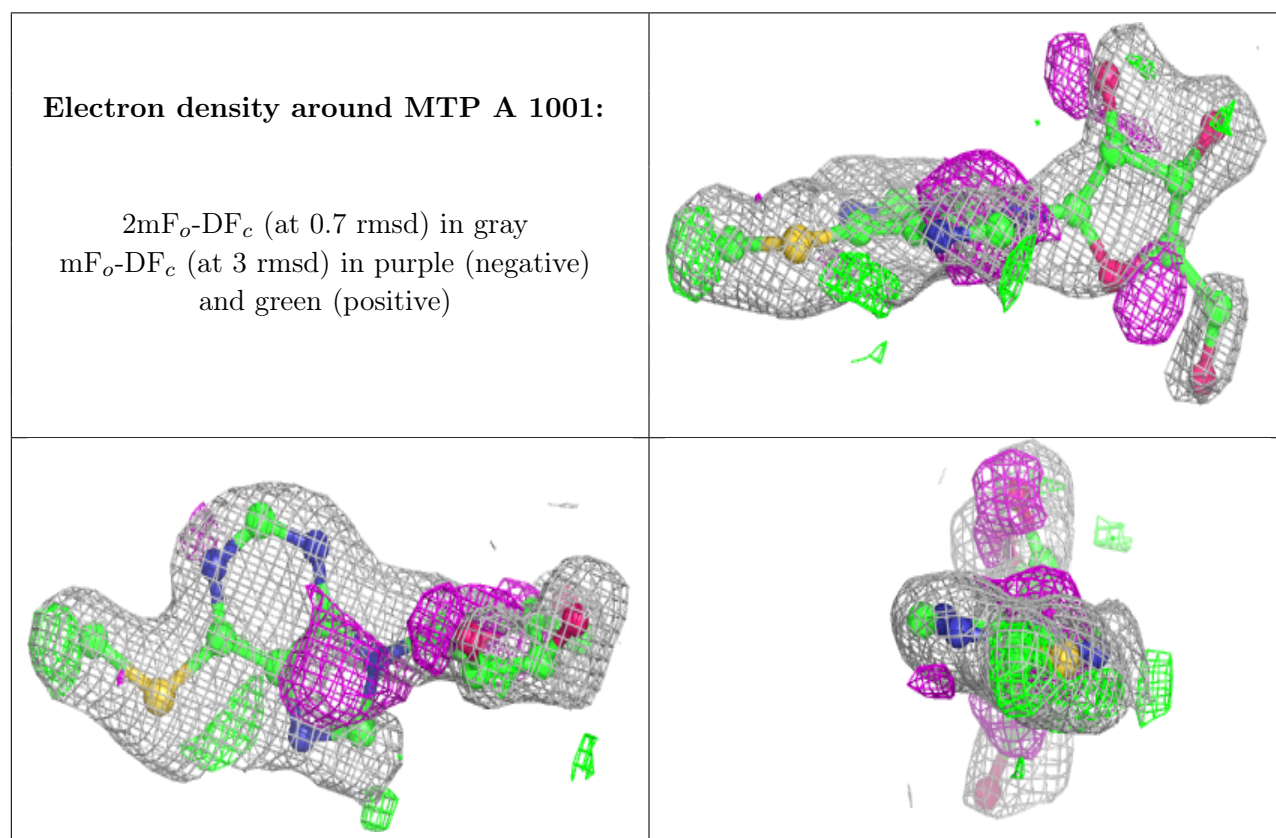 Electron density around MTP A 1001:
2mFo-DFc (at 0.7 rmsd) in gray
mFo-DFc (at 3 rmsd) in purple (negative)
and green (positive)